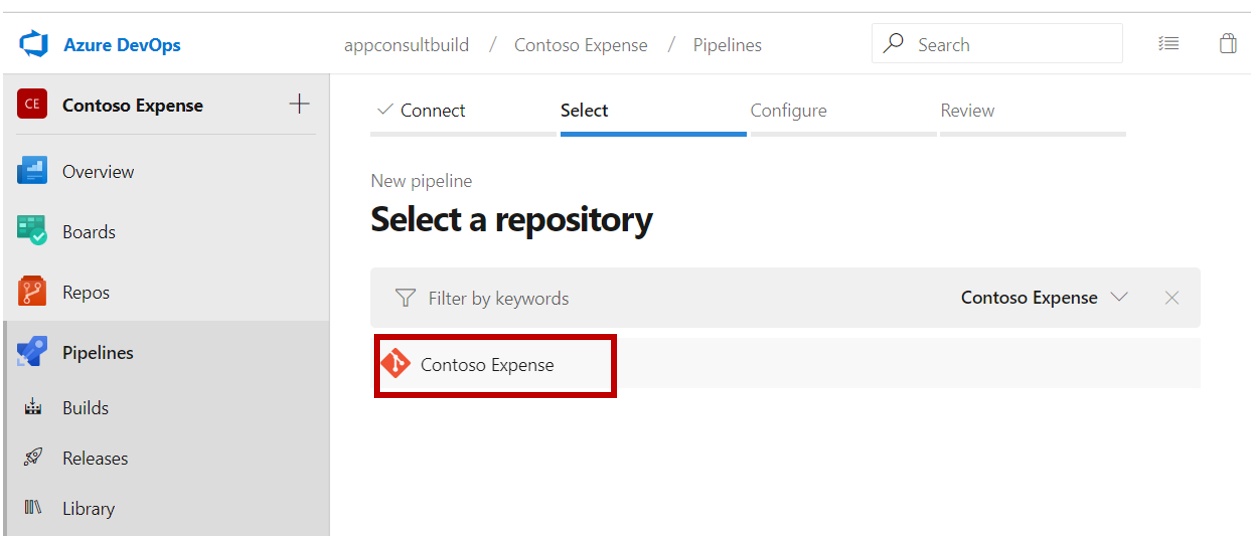 Azure DevOps
appconsultbuild / Contoso Expense / Pipelines
Search
CE Contoso Expense
Overview
Boards
Repos
Pipelines
Builds
Releases
Library
Connect Select Configure Review
New pipeline
Select a repository
Filter by keywords Contoso Expense
Contoso Expense